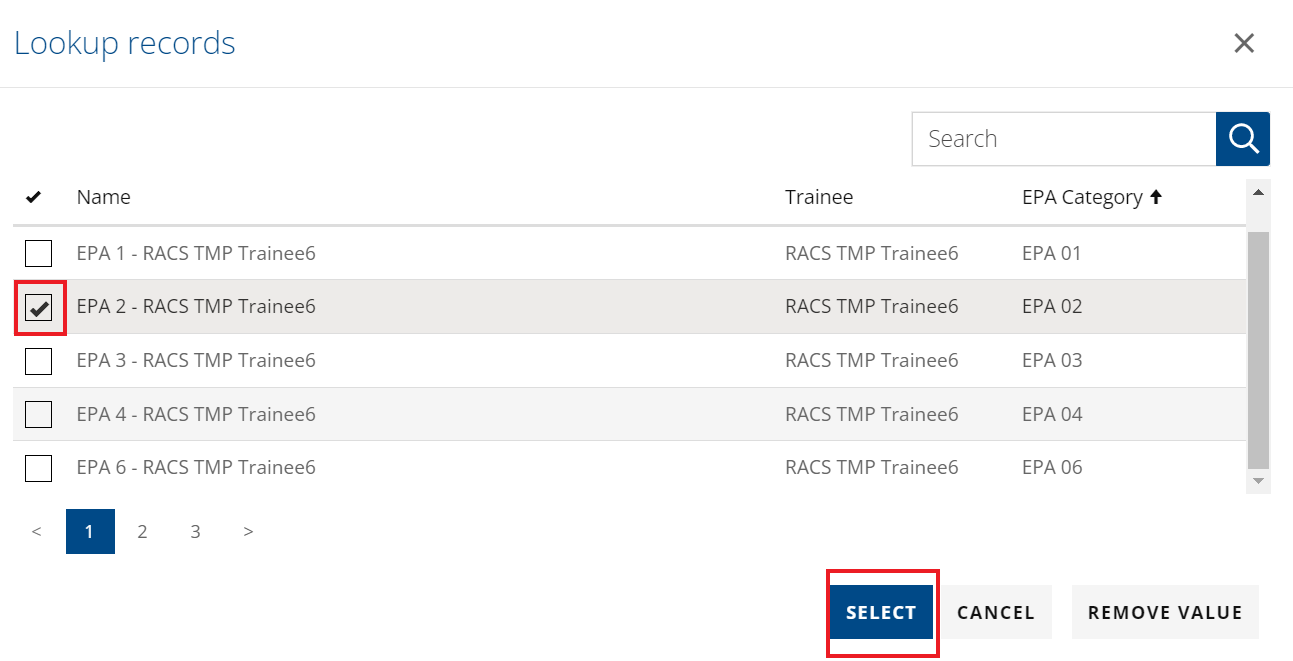 Lookup records
Search
Name Trainee EPA Category
EPA 1 - RACS TMP Trainee6 RACS TMP Trainee6 EPA 01
EPA 2 - RACS TMP Trainee6 RACS TMP Trainee6 EPA 02
EPA 3 - RACS TMP Trainee6 RACS TMP Trainee6 EPA 03
EPA 4 - RACS TMP Trainee6 RACS TMP Trainee6 EPA 04
EPA 6 - RACS TMP Trainee6 RACS TMP Trainee6 EPA 06
< 1 2 3 >
SELECT CANCEL REMOVE VALUE